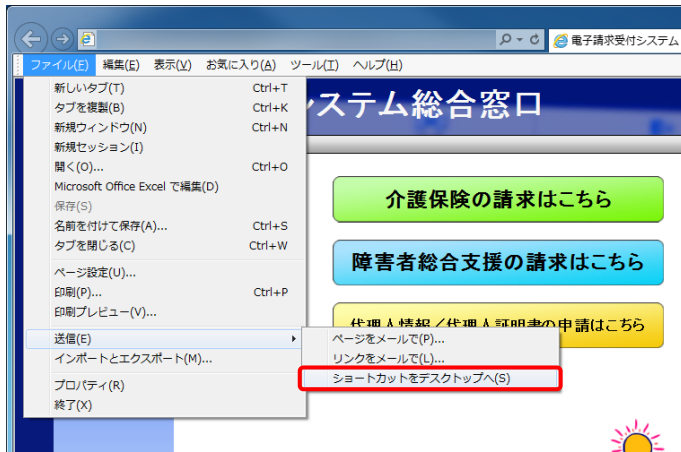 電子請求受付システム
ファイル(F) 編集(E) 表示(V) お気に入り(A) ツール(T) ヘルプ(H)
新しいタブ(T) Ctrl+T
タブを複製(B) Ctrl+K
新規ウィンドウ(N) Ctrl+N
新規セッション(I)
開く(O)... Ctrl+O
Microsoft Office Excel で編集(D)
保存(S)
名前を付けて保存(A)... Ctrl+S
タブを閉じる(C) Ctrl+W
ページ設定(U)...
印刷(P)... Ctrl+P
印刷プレビュー(V)...
送信(E)
インポートとエクスポート(M)...
プロパティ(R)
終了(X)
ページをメールで(P)...
リンクをメールで(L)...
ショートカットをデスクトップへ(S)
ステム総合窓口
介護保険の請求はこちら
障害者総合支援の請求はこちら
代理人情報/代理人証明書の申請はこちら